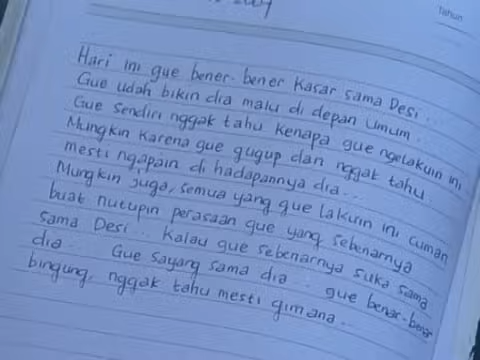 2009
Tahun
Hari ini gue bener-bener kasar sama Desi..
Gue udah bikin dia malu di depan umum.
Gue sendiri nggak tahu kenapa gue ngelakuin ini
Mungkin karena gue gugup dan nggak tahu
mesti ngapain di hadapannya dia...
Mungkin juga, semua yang gue lakuin ini cuman
buat nutupin perasaan gue yang sebenarnya
sama Desi.. Kalau gue sebenarnya suka sama
dia... Gue sayang sama dia.. gue benar-benar
bingung, nggak tahu mesti gimana..